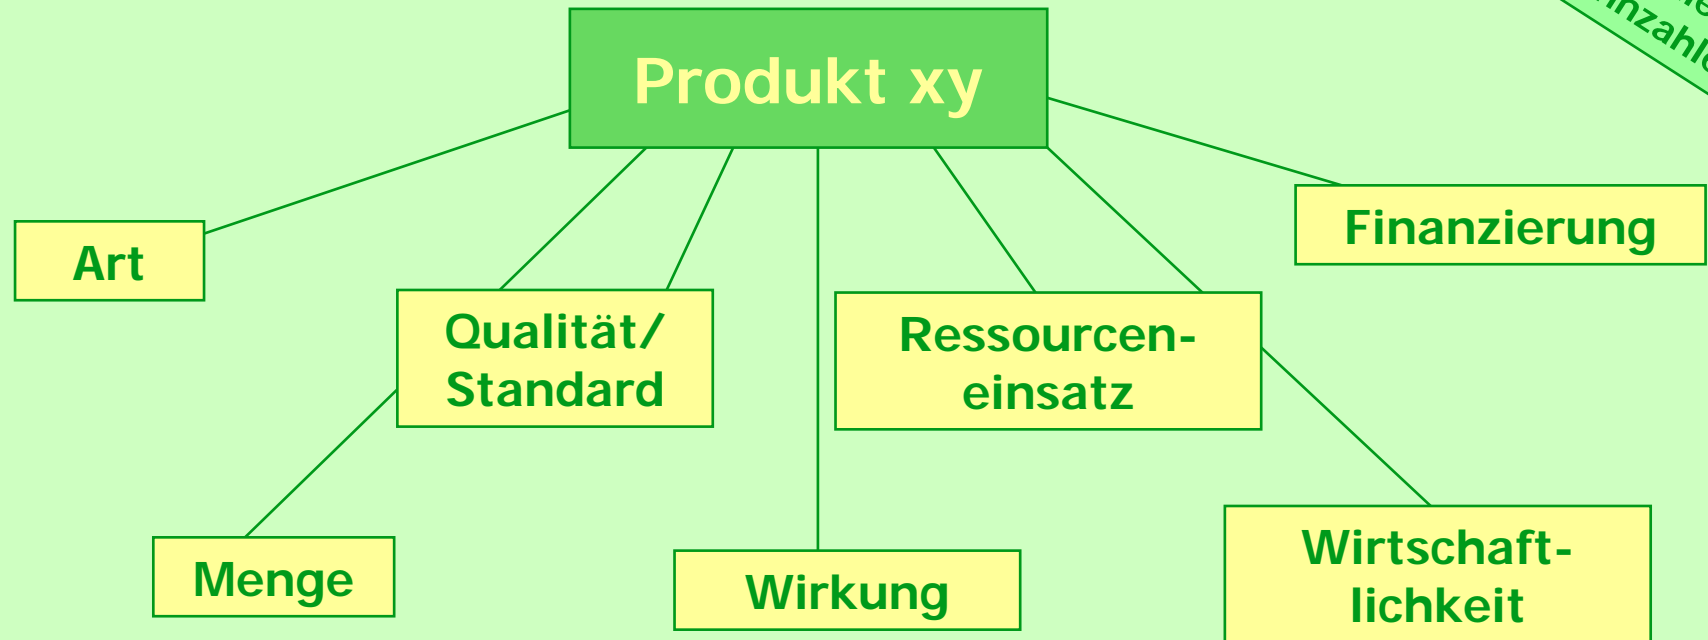 Produkt xy
Art
Finanzierung
Qualität/
Standard
Ressourcen-
einsatz
Menge
Wirkung
Wirtschaft-
lichkeit